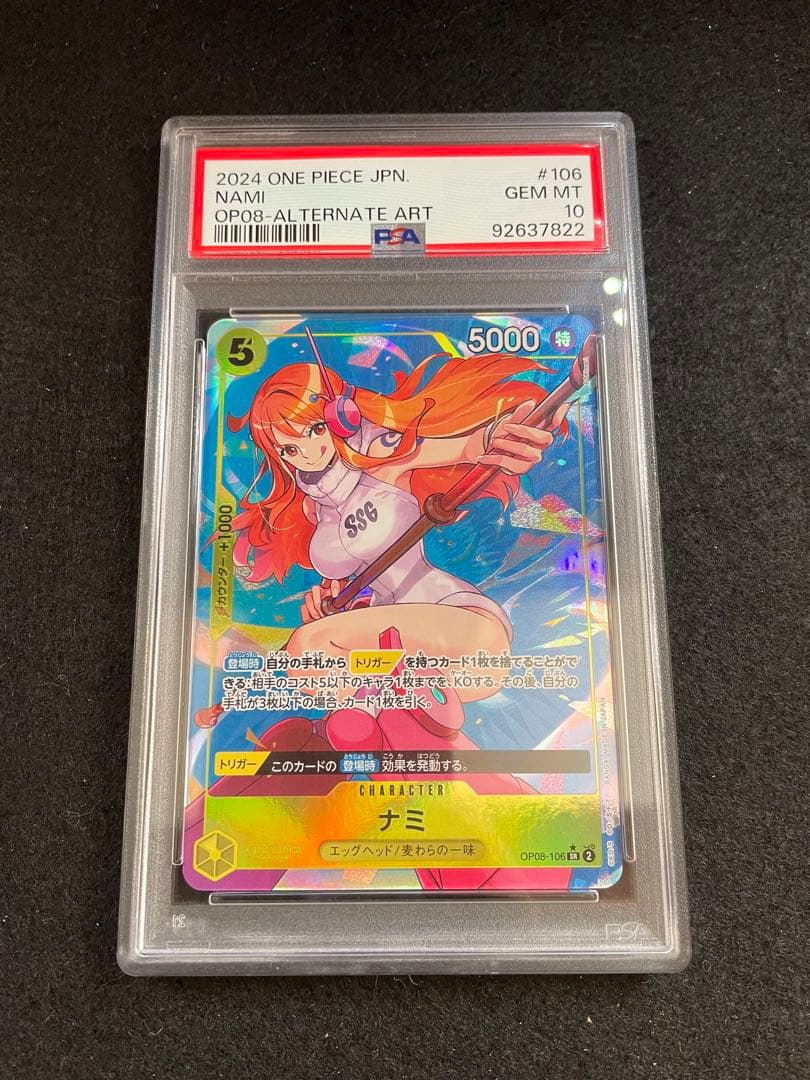 2024 ONE PIECE JPN.
#106
NAMI
GEM MT
OP08-ALTERNATE ART
10
PSA
92637822
5
5000
特
カウンター +1000
SSG
登場時 自分の手札から トリガー を持つカード1枚を捨てることがで
きる:相手のコスト5以下のキャラ1枚までを、KOする。その後、自分の
手札が3枚以下の場合、カード1枚を引く。
トリガー このカードの 登場時 効果を発動する。
CHARACTER
ナミ
エッグヘッド/麦わらの一味
OP08-106 SR 2
BANDAI MADE IN JAPAN